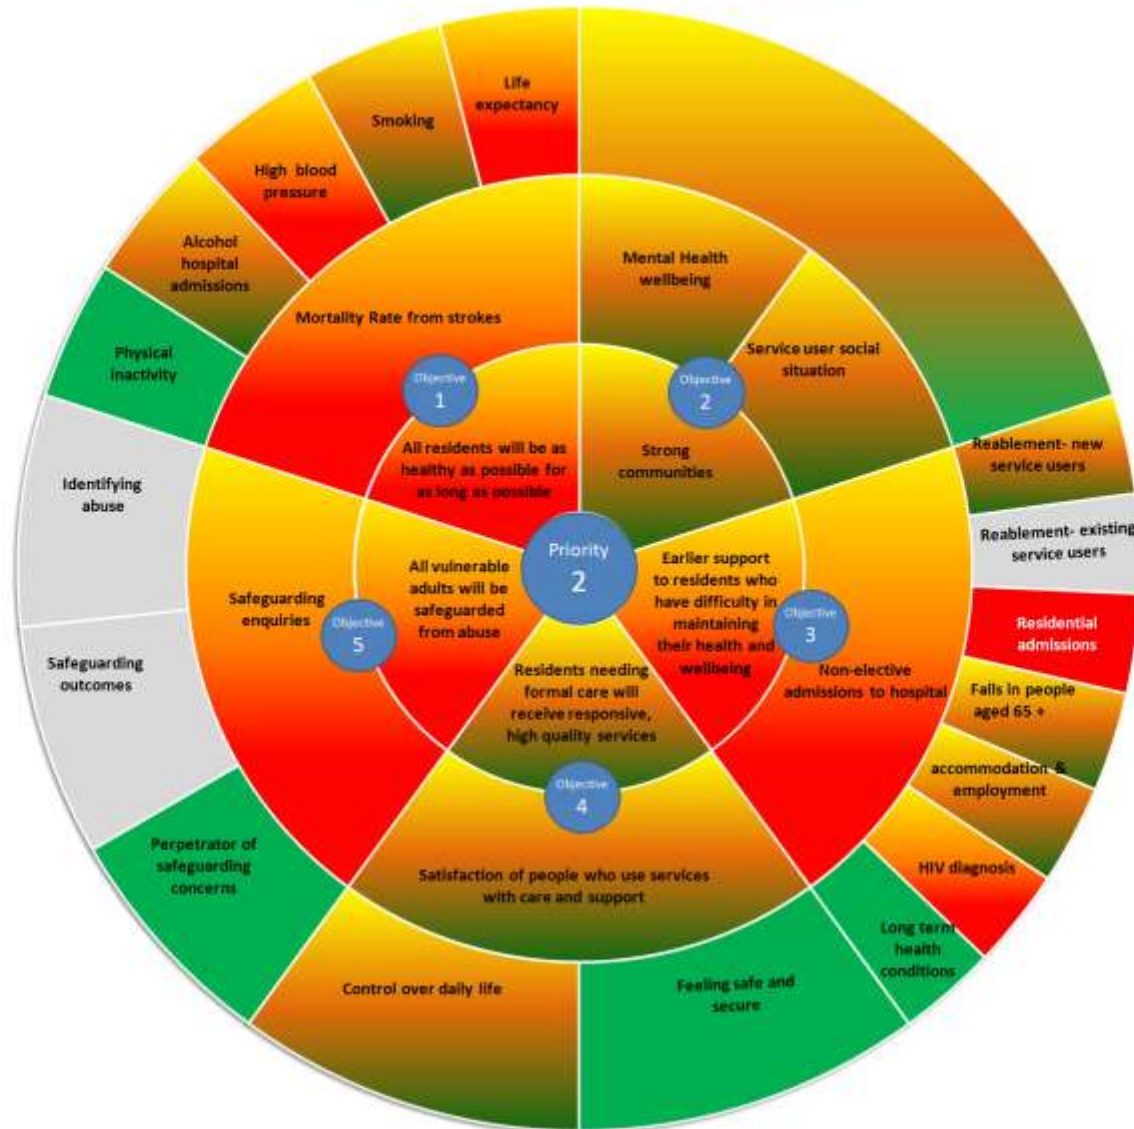 Life
expectancy
Smoking
High blood
pressure
Alcohol
hospital
admissions
Physical
inactivity
Identifying
abuse
Safeguarding
outcomes
Perpetrator of
safeguarding
concerns
Control over daily life
Feeling safe and
secure
Long term
health
conditions
HIV diagnosis
accommodation &
employment
Falls in people
aged 65 +
Residential
admissions
Reablement- existing
service users
Reablement- new
service users
Mental Health
wellbeing
Service user social
situation
Mortality Rate from strokes
Safeguarding
enquiries
Satisfaction of people who use services
with care and support
Non-elective
admissions to hospital
Objective
1
All residents will be as
healthy as possible for
as long as possible
Objective
2
Strong
communities
Objective
3
Earlier support
to residents who
have difficulty in
maintaining
their health and
wellbeing
Objective
4
Residents needing
formal care will
receive responsive,
high quality services
Objective
5
All vulnerable
adults will be
safeguarded
from abuse
Priority
2